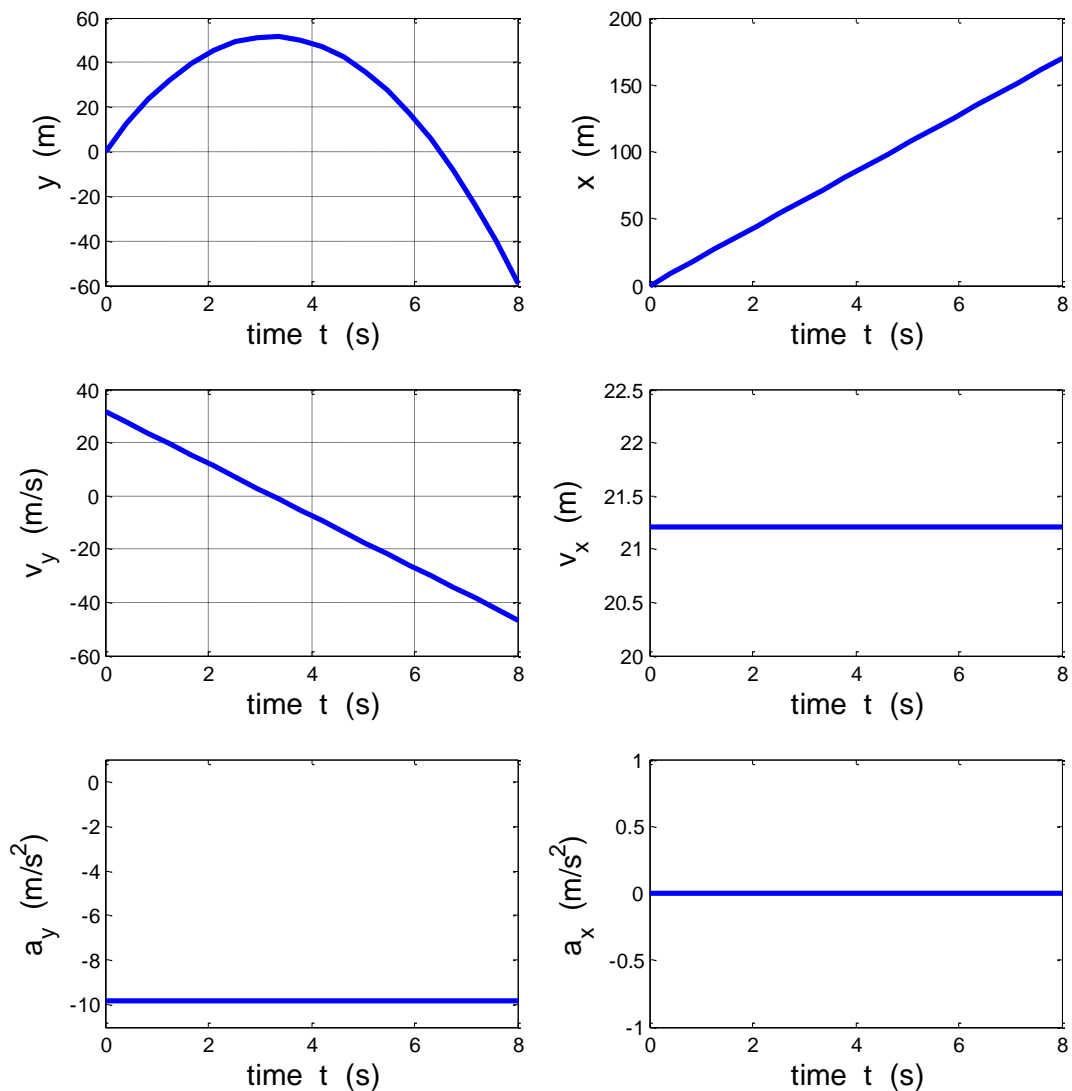 60
40
20
0
-20
-40
-60
y (m)
0 2 4 6 8
time t (s)
200
150
100
50
0
x (m)
0 2 4 6 8
time t (s)
40
20
0
-20
-40
-60
v_y (m/s)
0 2 4 6 8
time t (s)
22.5
22
21.5
21
20.5
20
v_x (m)
0 2 4 6 8
time t (s)
0
-2
-4
-6
-8
-10
a_y (m/s^2)
0 2 4 6 8
time t (s)
1
0.5
0
-0.5
-1
a_x (m/s^2)
0 2 4 6 8
time t (s)